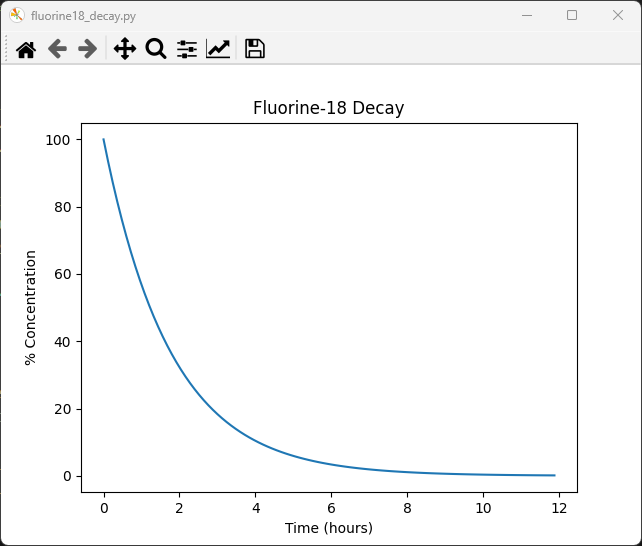 fluorine18_decay.py
Fluorine-18 Decay
100
80
60
40
20
0
% Concentration
0 2 4 6 8 10 12
Time (hours)